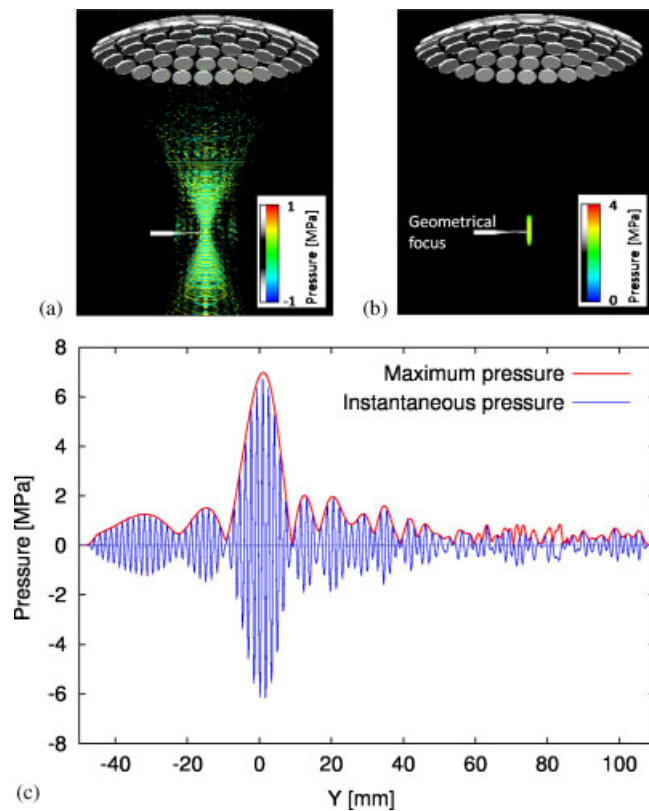 1
Pressure [MPa]
-1
(a)
Geometrical
focus
4
Pressure [MPa]
0
(b)
8
6
4
2
0
-2
-4
-6
-8
Pressure [MPa]
Maximum pressure
Instantaneous pressure
-40 -20 0 20 40 60 80 100
Y [mm]
(c)